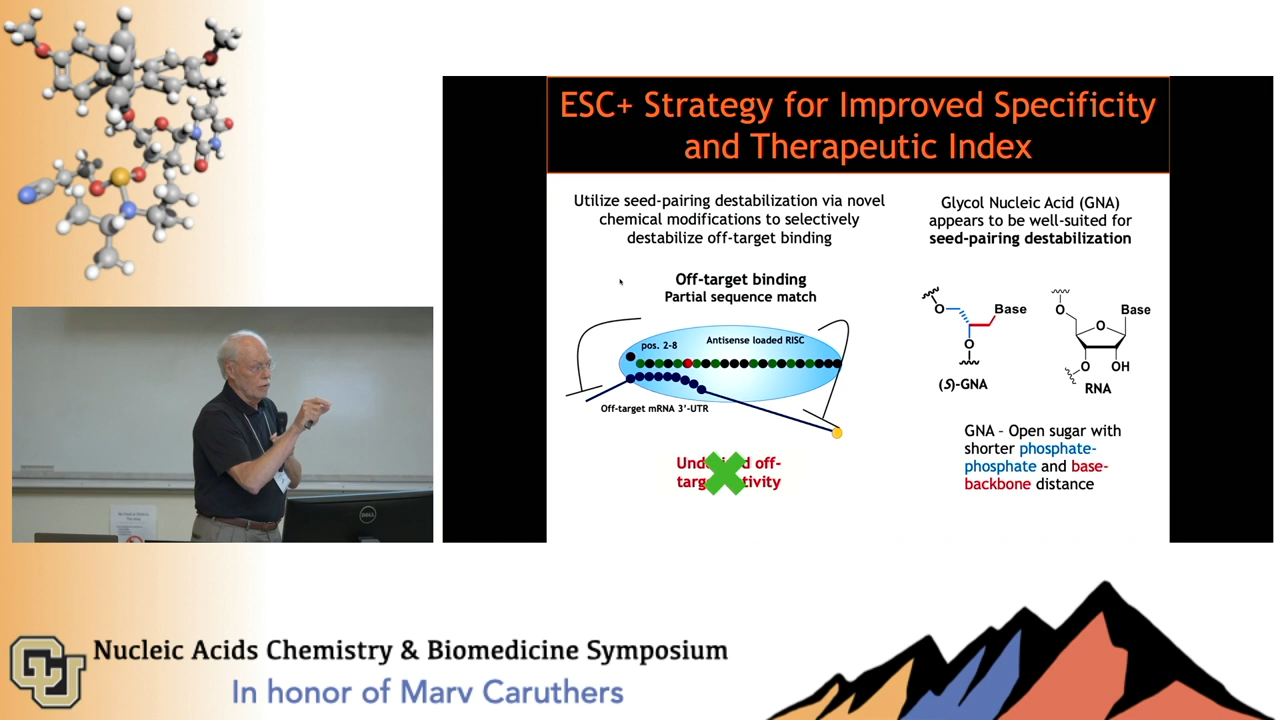 ESC+ Strategy for Improved Specificity
and Therapeutic Index
Utilize seed-pairing destabilization via novel
chemical modifications to selectively
destabilize off-target binding
Off-target binding
Partial sequence match
pos. 2-8
Antisense loaded RISC
Off-target mRNA 3'-UTR
off-
Glycol Nucleic Acid (GNA)
appears to be well-suited for
seed-pairing destabilization
O
Base
O
(S)-GNA
O
Base
O
O
OH
RNA
GNA – Open sugar with
shorter phosphate-
phosphate and base-
backbone distance
DELL
CU
Nucleic Acids Chemistry & Biomedicine Symposium
In honor of Marv Caruthers